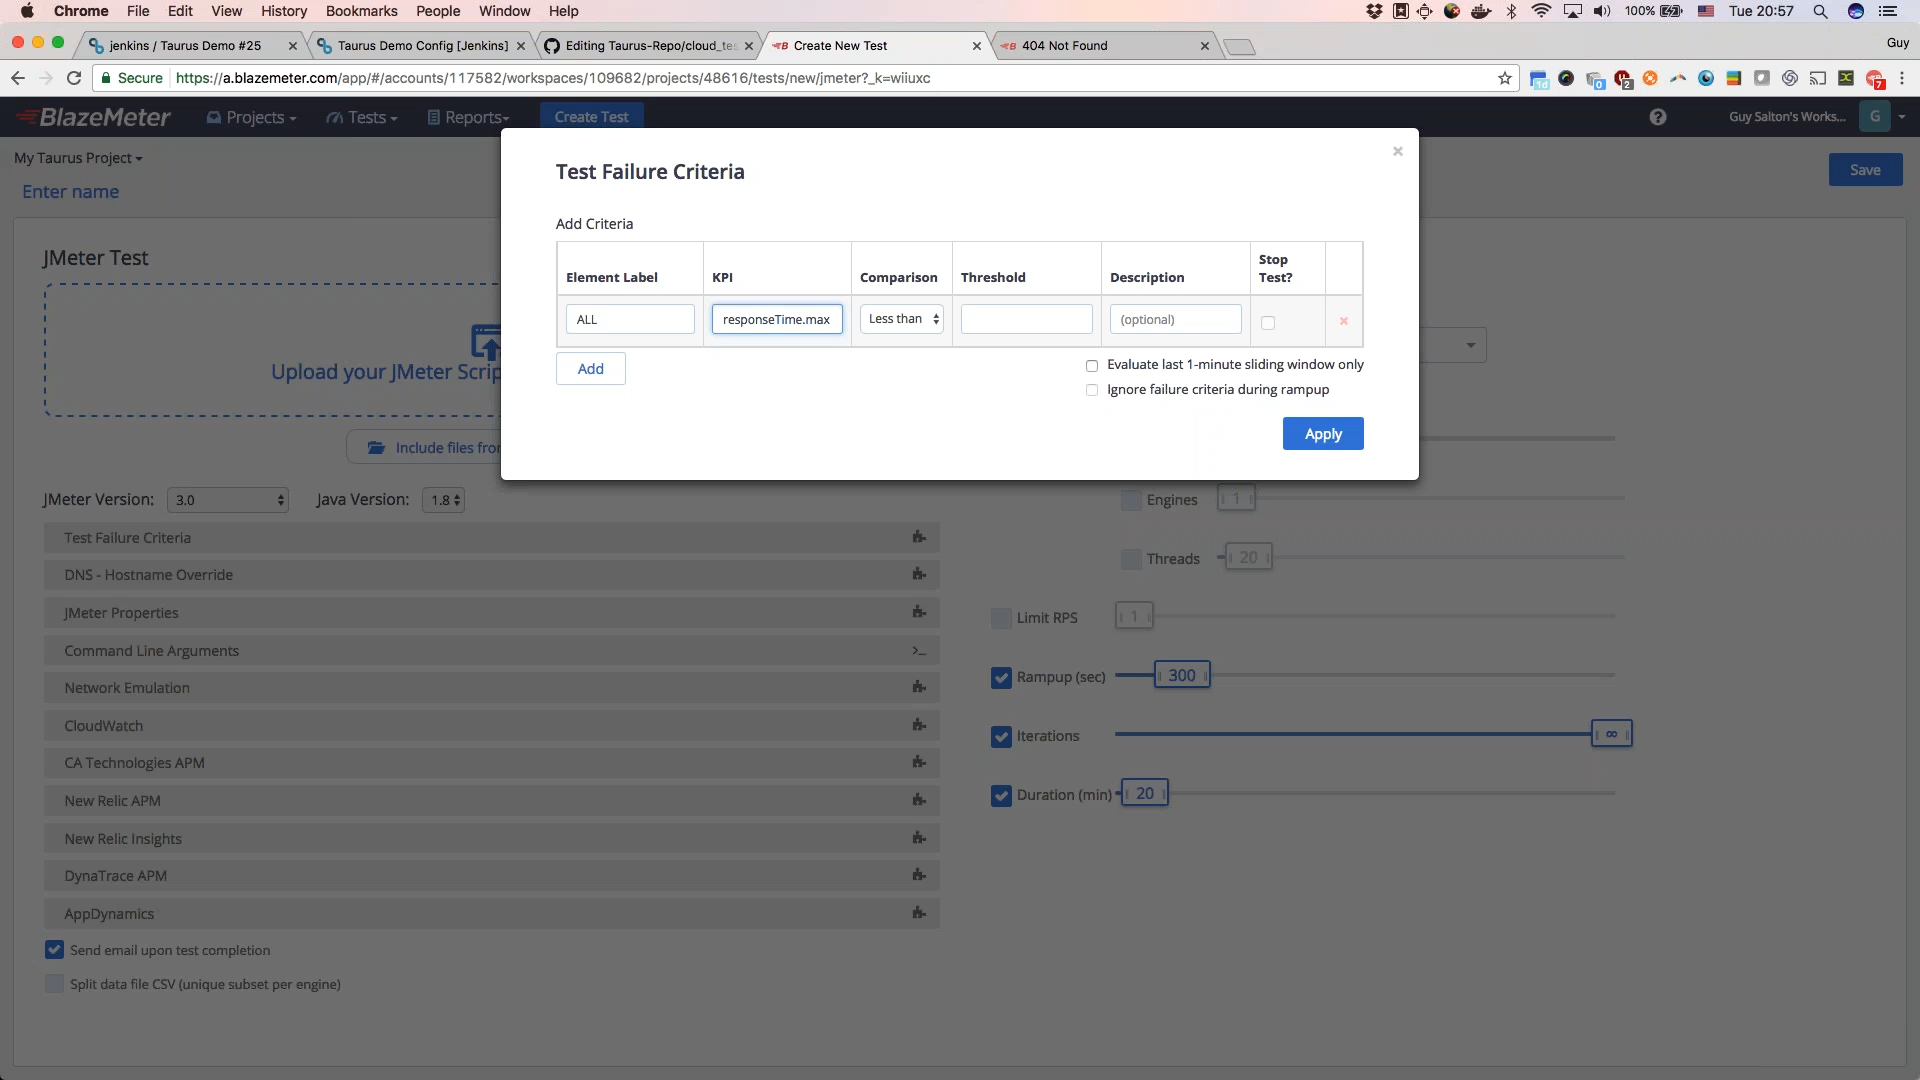 Chrome File Edit View History Bookmarks People Window Help 100% Tue 20:57
jenkins / Taurus Demo #25
Taurus Demo Config [Jenkins]
Editing Taurus-Repo/cloud_tes
Create New Test
404 Not Found
Guy
Secure https://a.blazemeter.com/app/#/accounts/117582/workspaces/109682/projects/48616/tests/new/jmeter?_k=wiiuxc
BlazeMeter Projects Tests Reports Create Test Guy Salton's Works... G
My Taurus Project
Enter name
Save
Test Failure Criteria
Add Criteria
Element Label KPI Comparison Threshold Description Stop Test?
ALL responseTime.max Less than (optional)
Add
Evaluate last 1-minute sliding window only
Ignore failure criteria during rampup
Apply
JMeter Test
Upload your JMeter Scrip
Include files fror
JMeter Version: 3.0 Java Version: 1.8
Test Failure Criteria
DNS - Hostname Override
JMeter Properties
Command Line Arguments
Network Emulation
CloudWatch
CA Technologies APM
New Relic APM
New Relic Insights
DynaTrace APM
AppDynamics
Send email upon test completion
Split data file CSV (unique subset per engine)
Engines 1
Threads 20
Limit RPS 1
Rampup (sec) 300
Iterations ∞
Duration (min) 20